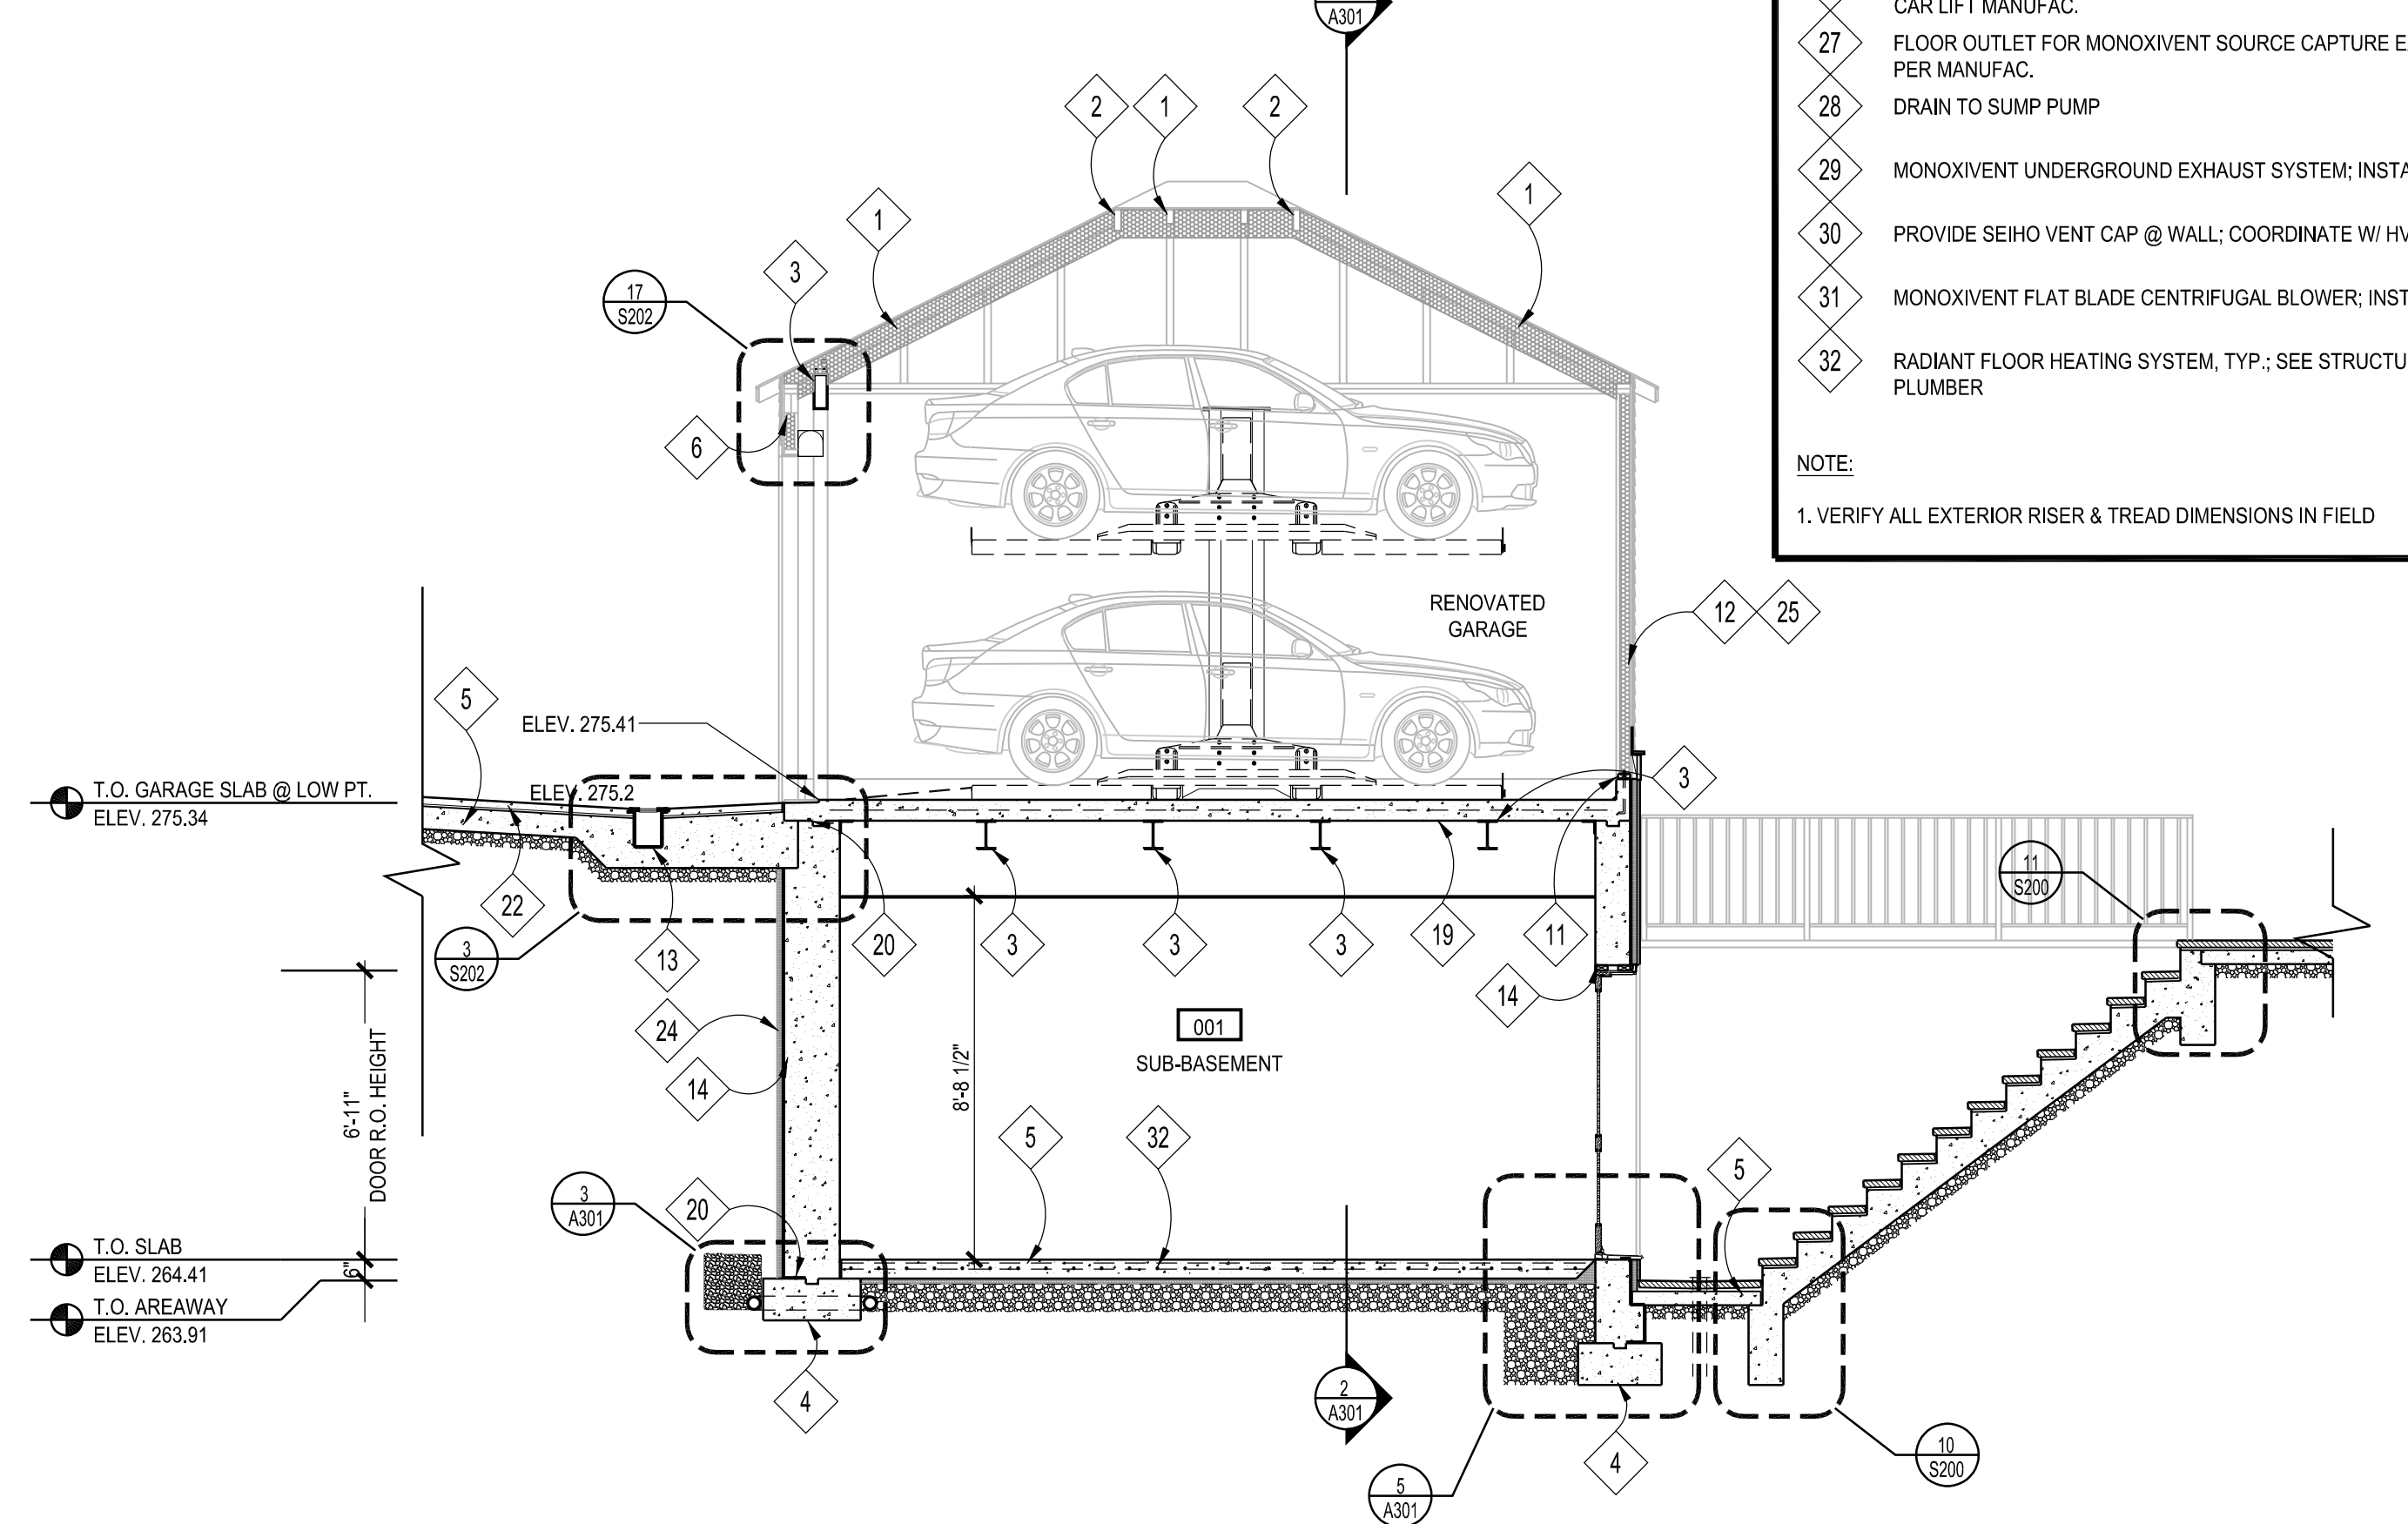 A301
CAR LIFT MANUFAC.
27 FLOOR OUTLET FOR MONOXIVENT SOURCE CAPTURE
PER MANUFAC.
28 DRAIN TO SUMP PUMP
29 MONOXIVENT UNDERGROUND EXHAUST SYSTEM;
30 PROVIDE SEIHO VENT CAP @ WALL; COORDINATE W/
31 MONOXIVENT FLAT BLADE CENTRIFUGAL BLOWER;
32 RADIANT FLOOR HEATING SYSTEM, TYP.; SEE
PLUMBER
NOTE:
1. VERIFY ALL EXTERIOR RISER & TREAD DIMENSIONS IN FIELD
2 1 2
1
1
3
17
S202
6
RENOVATED
GARAGE
12 25
5
ELEV. 275.41
3
T.O. GARAGE SLAB @ LOW PT.
ELEV. 275.34
ELEV. 275.2
22
13
20
3
3
3
19
11
11
S200
3
S202
14
24
14
001
SUB-BASEMENT
8'-8 1/2"
6'-11"
DOOR R.O. HEIGHT
5
32
5
3
A301
20
T.O. SLAB
ELEV. 264.41
6"
T.O. AREAWAY
ELEV. 263.91
4
2
A301
4
10
S200
5
A301